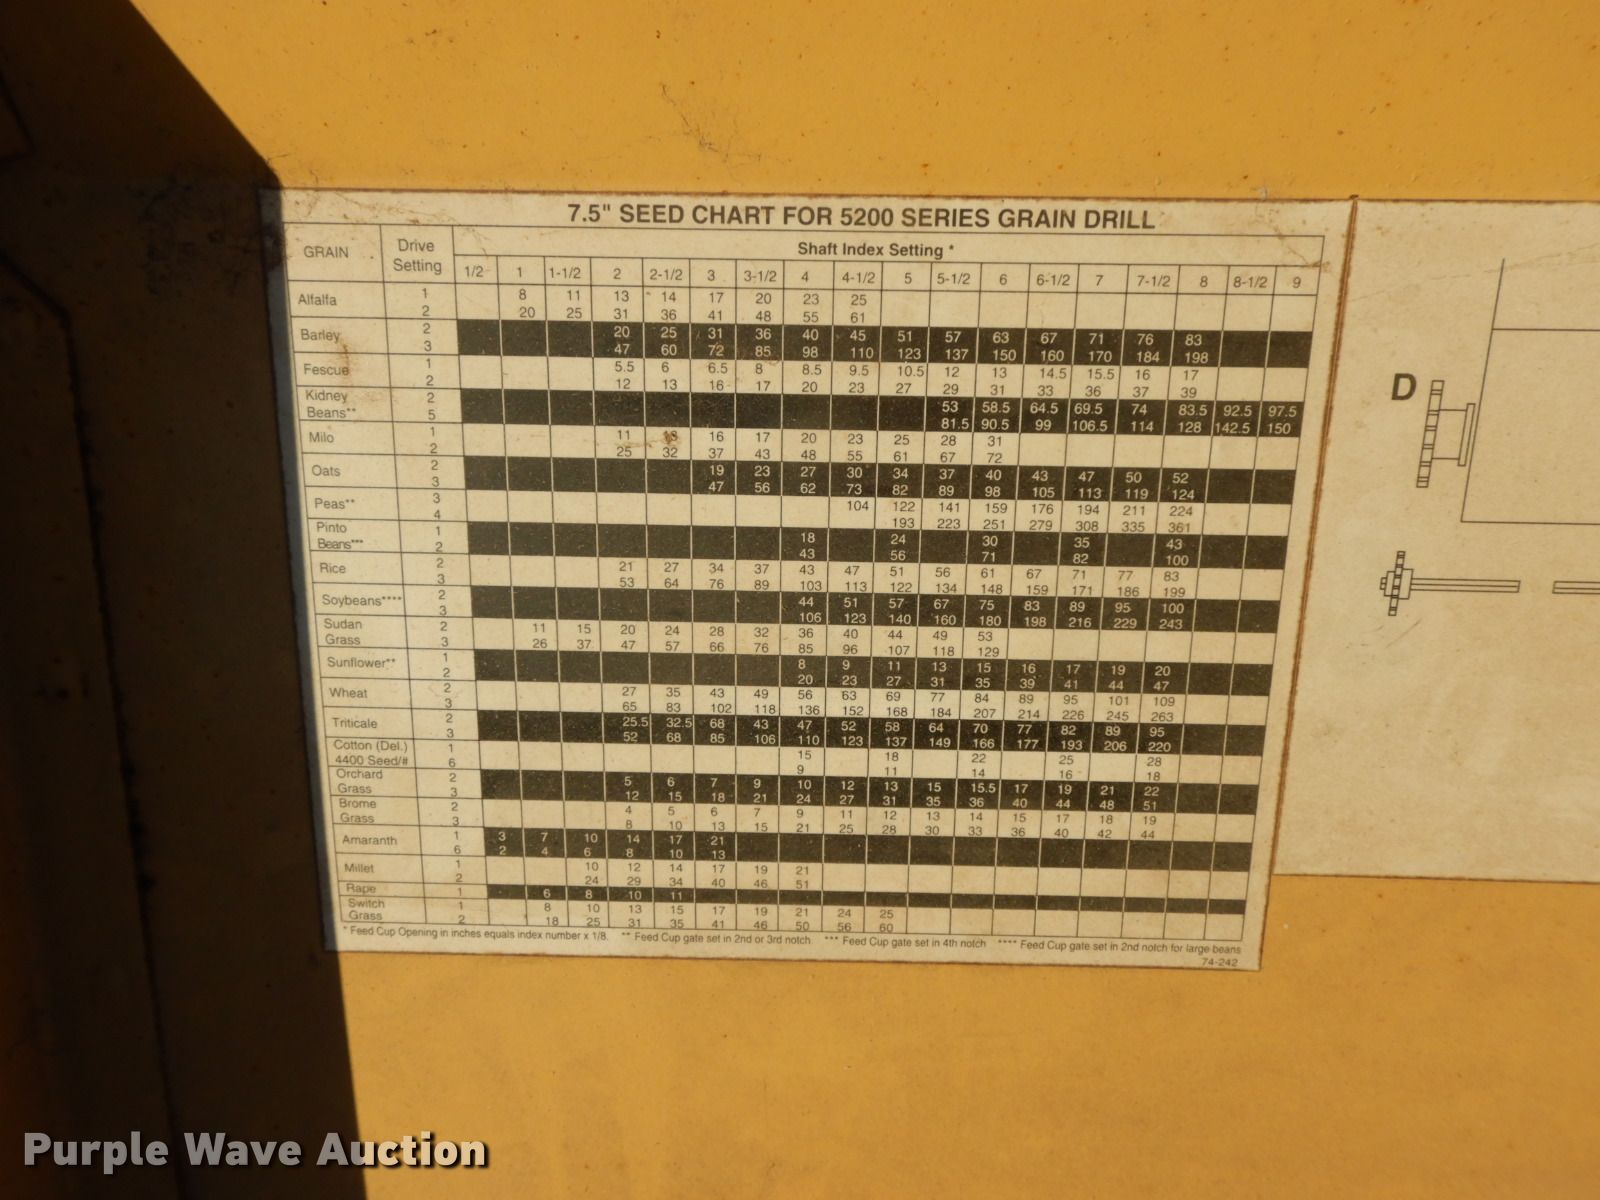 7.5" SEED CHART FOR 5200 SERIES GRAIN DRILL
GRAIN Drive Setting Shaft Index Setting *
1/2 1 1-1/2 2 2-1/2 3 3-1/2 4 4-1/2 5 5-1/2 6 6-1/2 7 7-1/2 8 8-1/2 9
Alfalfa 1 8 11 13 14 17 20 23 25
2 20 25 31 36 41 48 55 61
Barley 2 20 25 31 36 40 45 51 57 63 67 71 76 83
3 47 60 72 85 98 110 123 137 150 160 170 184 198
Fescue 1 5.5 6 6.5 8 8.5 9.5 10.5 12 13 14.5 15.5 16 17
2 12 13 16 17 20 23 27 29 31 33 36 37 39
Kidney 2 53 58.5 64.5 69.5 74 83.5 92.5 97.5
Beans** 5 81.5 90.5 99 106.5 114 128 142.5 150
Milo 1 11 16 17 20 23 25 28 31
2 25 32 37 43 48 55 61 67 72
Oats 2 19 23 27 30 34 37 40 43 47 50 52
3 47 56 62 73 82 89 98 105 113 119 124
Peas** 3 104 122 141 159 176 194 211 224
4 193 223 251 279 308 335 361
Pinto 1 18 24 30 35 43
Beans*** 2 43 56 71 82 100
Rice 2 21 27 34 37 43 47 51 56 61 67 71 77 83
3 53 64 76 89 103 113 122 134 148 159 171 186 199
Soybeans**** 2 44 51 57 67 75 83 89 95 100
3 106 123 140 160 180 198 216 229 243
Sudan 2 11 15 20 24 28 32 36 40 44 49 53
Grass 3 26 37 47 57 66 76 85 96 107 118 129
Sunflower** 1 8 9 11 13 15 16 17 19 20
2 20 23 27 31 35 39 41 44 47
Wheat 2 27 35 43 49 56 63 69 77 84 89 95 101 109
3 65 83 102 118 136 152 168 184 207 214 226 245 263
Triticale 2 25.5 32.5 68 43 47 52 58 64 70 77 82 89 95
3 52 68 85 106 110 123 137 149 166 177 193 206 220
Cotton (Del.) 1 15 18 22 25 28
4400 Seed/# 6 9 11 14 16 18
Orchard 2 5 6 7 9 10 12 13 15 15.5 17 19 21 22
Grass 3 12 15 18 21 24 27 31 35 36 40 44 48 51
Brome 2 4 5 6 7 9 11 12 13 14 15 17 18 19
Grass 3 8 10 13 15 21 25 28 30 33 36 40 42 44
Amaranth 1 3 7 10 14 17 21
6 2 4 6 8 10 13
Millet 1 10 12 14 17 19 21
2 24 29 34 40 46 51
Rape 1 6 8 10 11
Switch 1 8 10 13 15 17 19 21 24 25
Grass 2 18 25 31 35 41 46 50 56 60
* Feed Cup Opening in inches equals index number x 1/8. ** Feed Cup gate set in 2nd or 3rd notch *** Feed Cup gate set in 4th notch **** Feed Cup gate set in 2nd notch for large beans
74-242
D
Purple Wave Auction